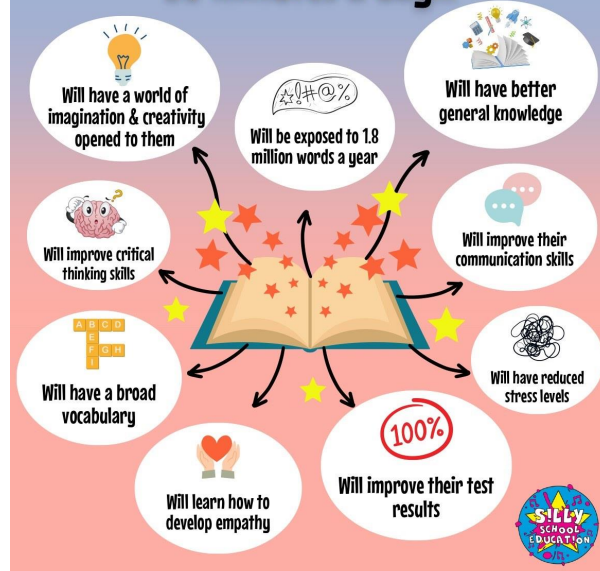 Will have a world of
imagination & creativity
opened to them
☆!#@%
Will be exposed to 1.8
million words a year
Will have better
general knowledge
Will improve critical
thinking skills
Will improve their
communication skills
A B C D
E
F G H
I
Will have a broad
vocabulary
Will have reduced
stress levels
Will learn how to
develop empathy
100%
Will improve their test
results
S!LLY
SCHOOL
EDUCATION